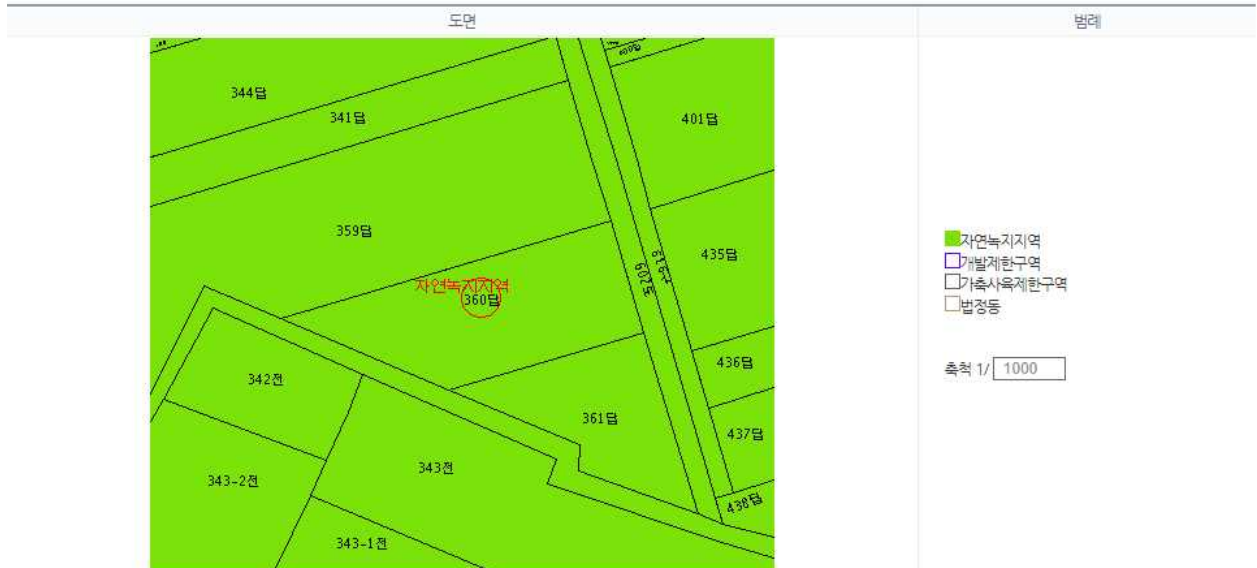 도면
범례
400답
344답
341답
401답
359답
435답
자연녹지지역
360답
436답
342전
361답
437답
343전
343-2전
438답
343-1전
자연녹지지역
개발제한구역
가축사육제한구역
법정동
축척 1/ 1000